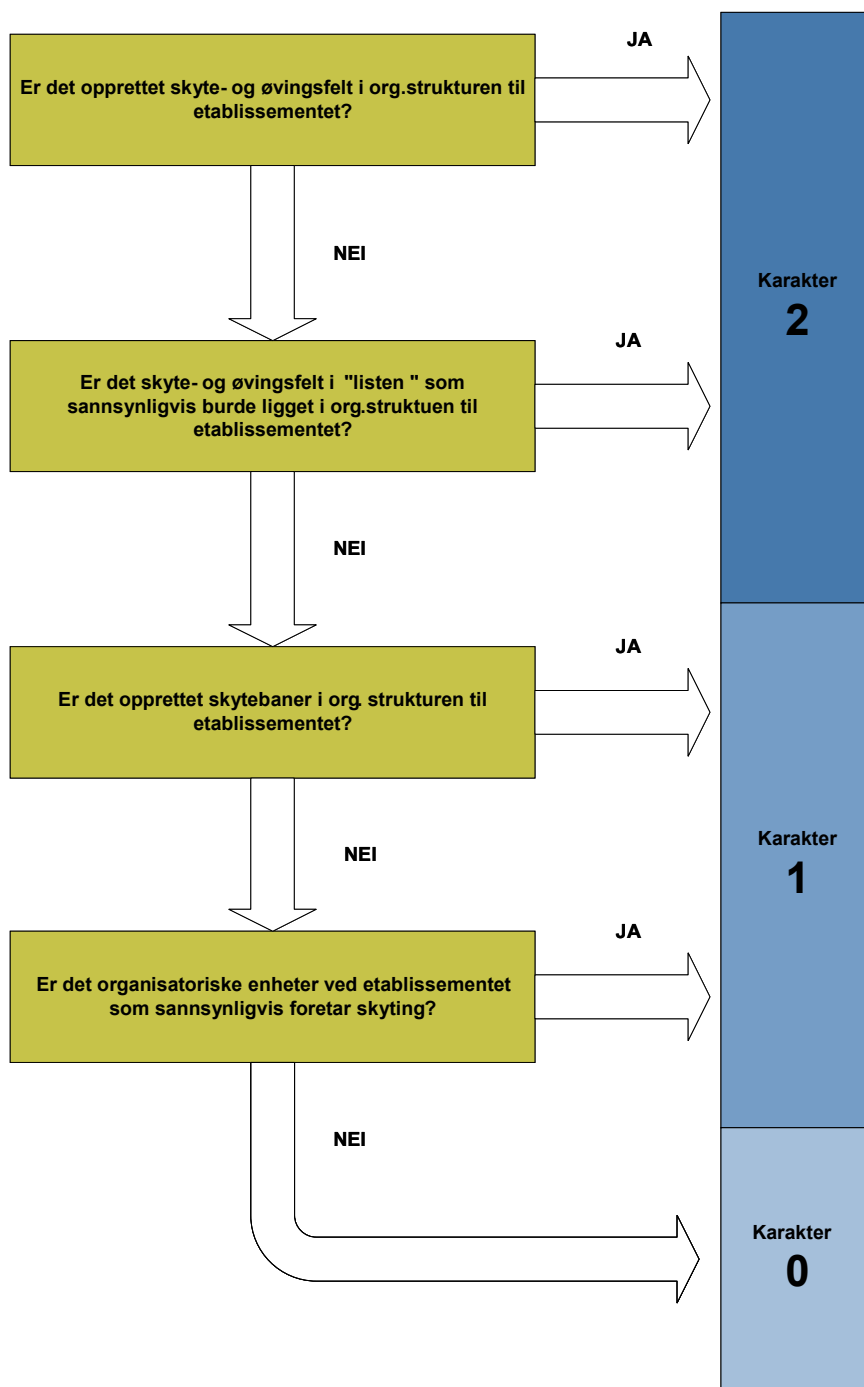 JA
Er det opprettet skyte- og øvingsfelt i org.strukturen til
etablissementet?
NEI
Karakter
2
JA
Er det skyte- og øvingsfelt i "listen " som
sannsynligvis burde ligget i org.struktuen til
etablissementet?
NEI
JA
Er det opprettet skytebaner i org. strukturen til
etablissementet?
NEI
Karakter
1
JA
Er det organisatoriske enheter ved etablissementet
som sannsynligvis foretar skyting?
NEI
Karakter
0